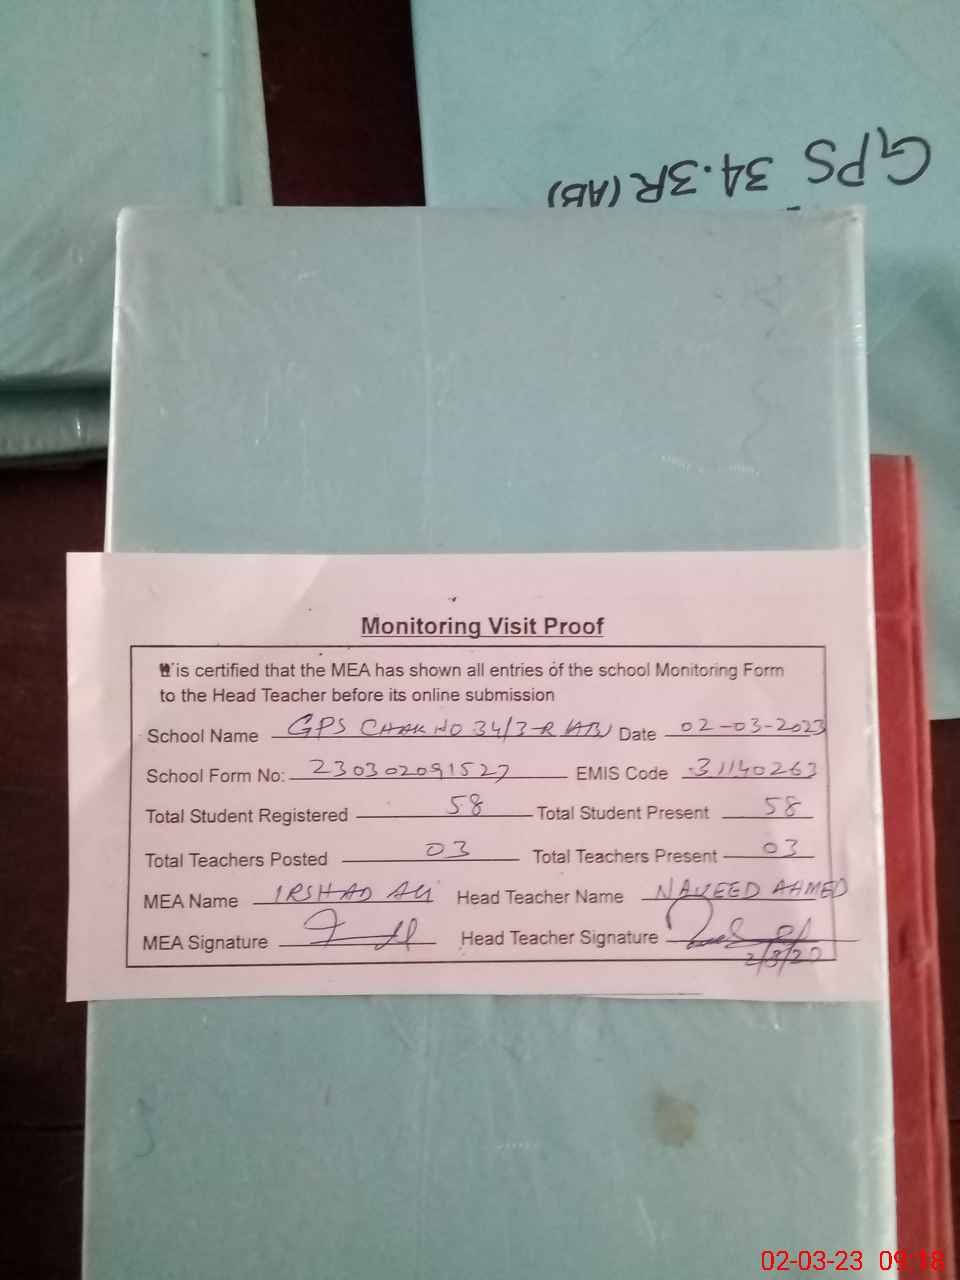 GPS 34.3R (AB)
Monitoring Visit Proof
It is certified that the MEA has shown all entries of the school Monitoring Form
to the Head Teacher before its online submission
School Name GPS CHAK NO 34/3-R (AB) Date 02-03-2023
School Form No: 230302091527 EMIS Code 31140263
Total Student Registered 58 Total Student Present 58
Total Teachers Posted 03 Total Teachers Present 03
MEA Name IRSHAD ALI Head Teacher Name NAVEED AHMED
MEA Signature Head Teacher Signature
02-03-23 09:18